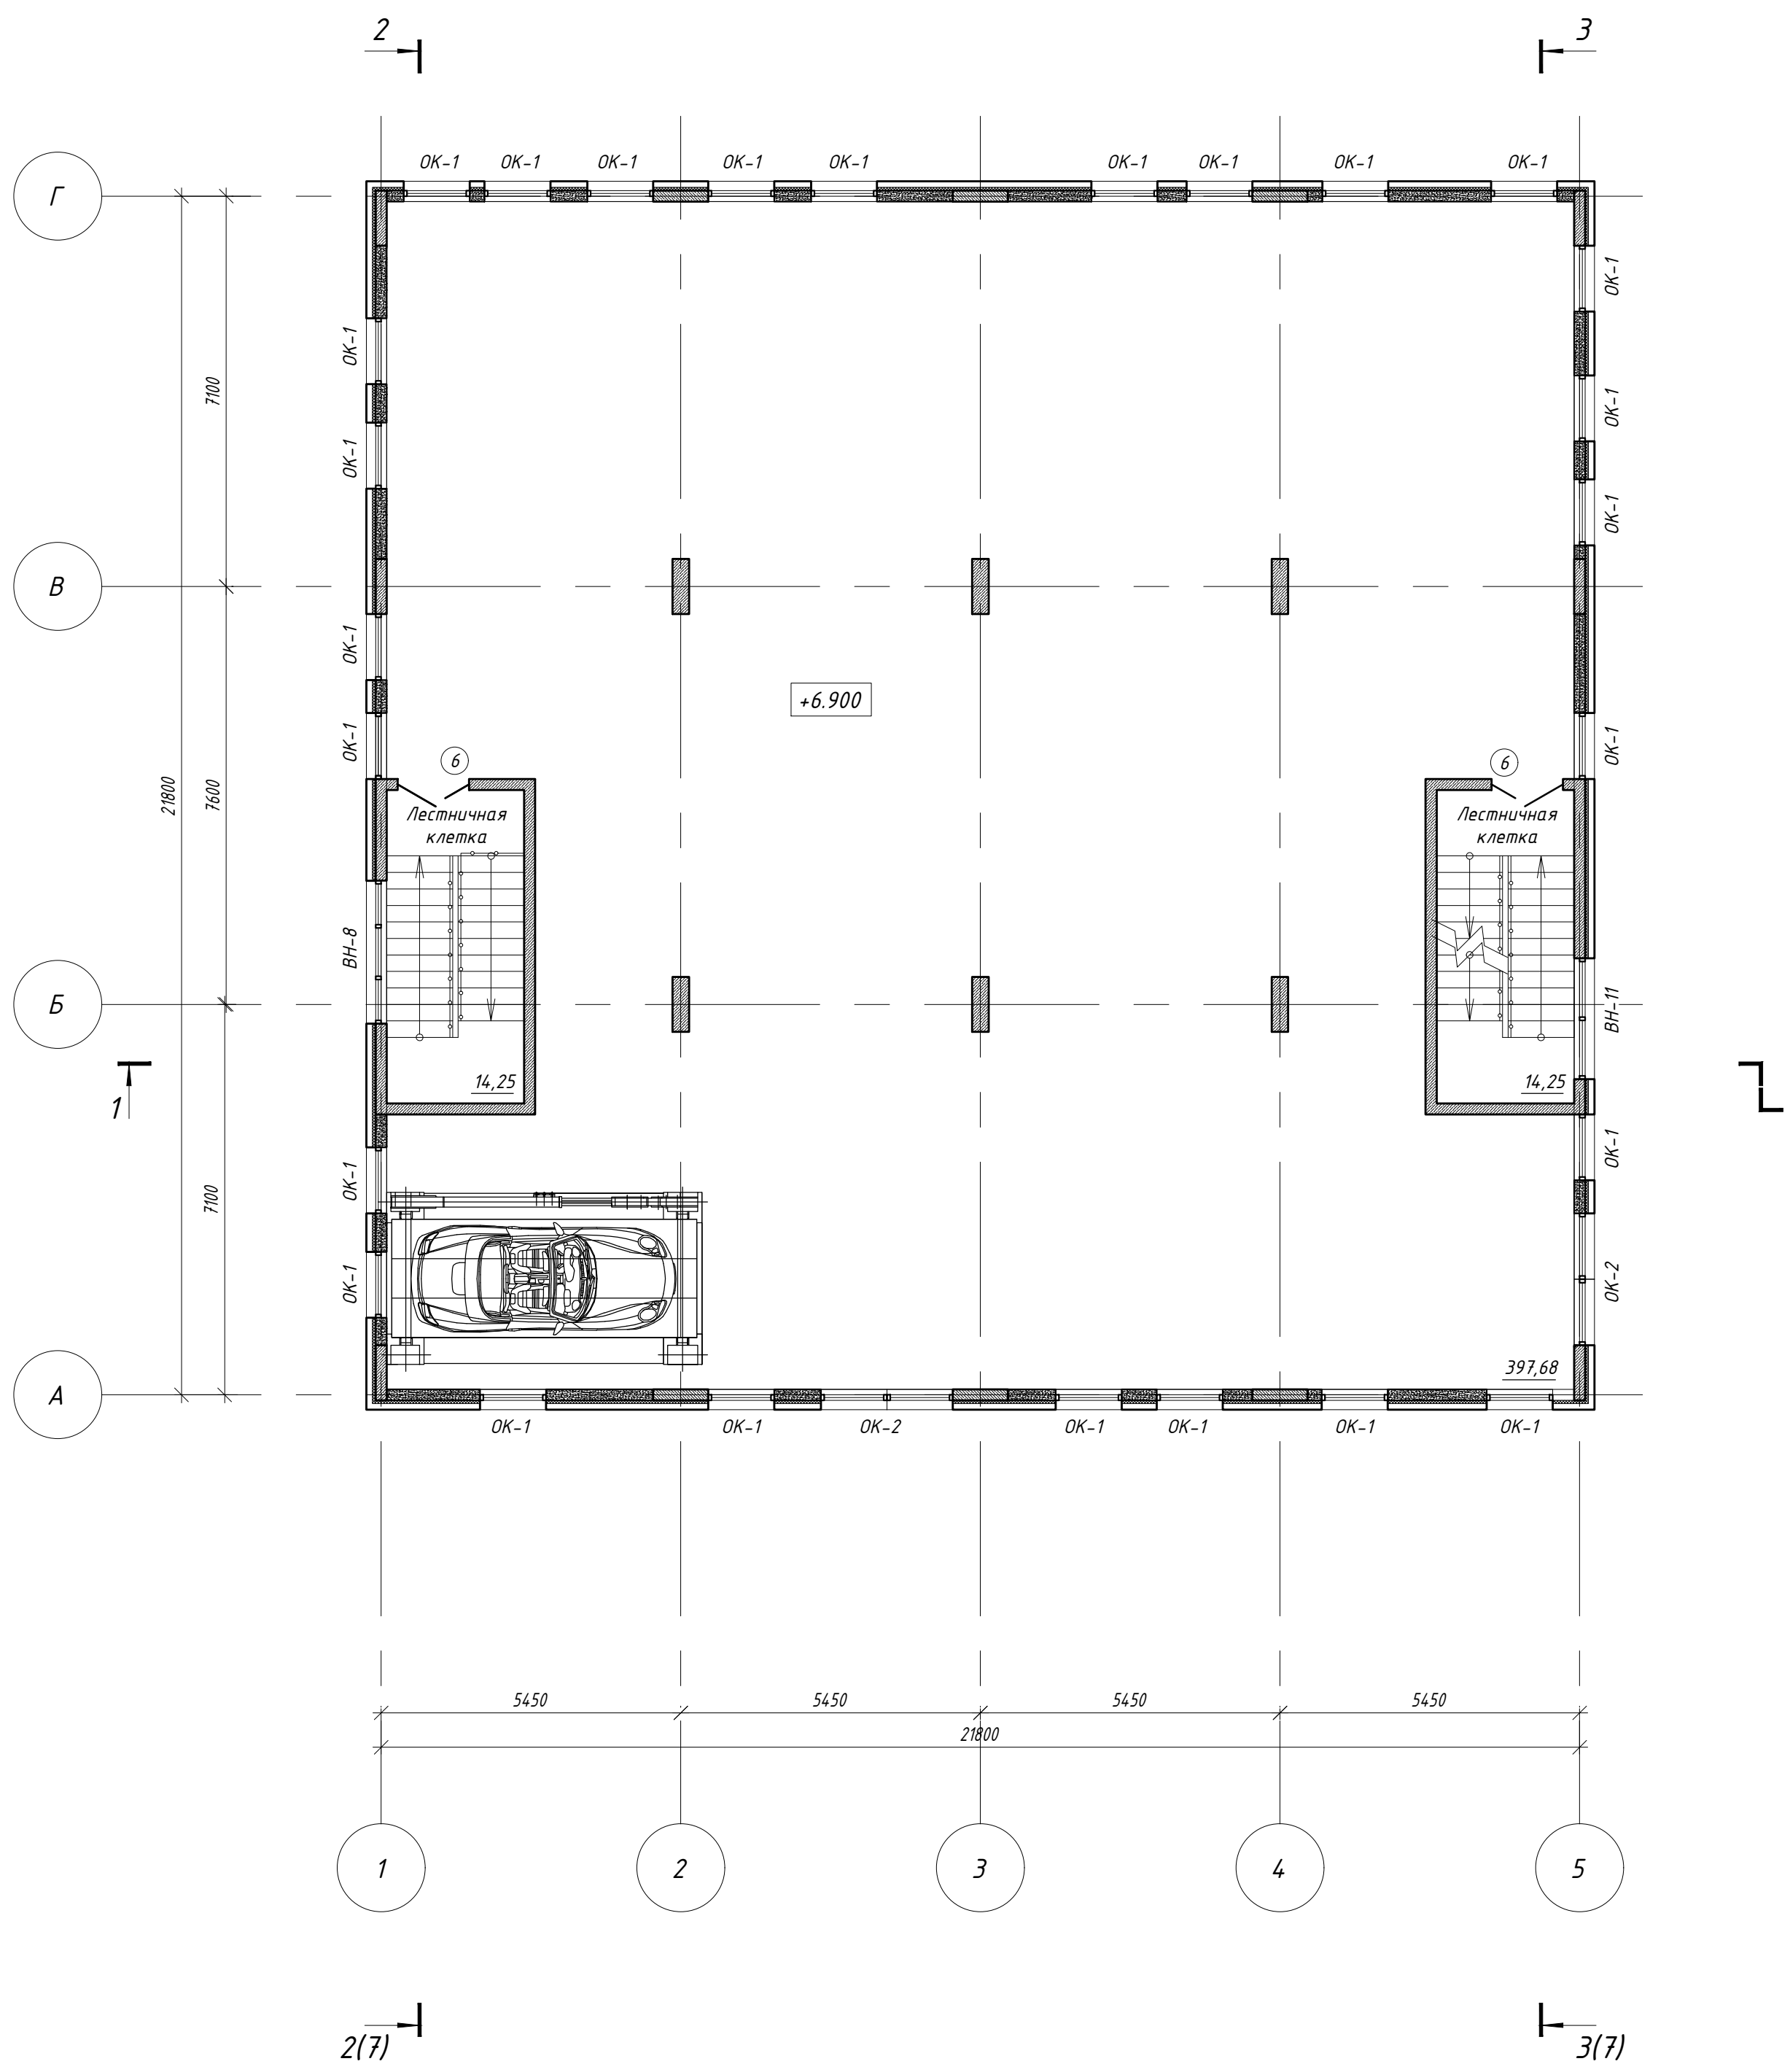 2
3
ОК-1 ОК-1 ОК-1 ОК-1 ОК-1 ОК-1 ОК-1 ОК-1 ОК-1
Г
ОК-1
ОК-1
7100
ОК-1
ОК-1
ОК-1
В
ОК-1
+6.900
ОК-1
ОК-1
6
6
21800
7600
Лестничная
клетка
Лестничная
клетка
ВН-8
Б
ВН-11
1
14,25
14,25
ОК-1
ОК-1
7100
ОК-1
ОК-2
А
397,68
ОК-1 ОК-1 ОК-2 ОК-1 ОК-1 ОК-1 ОК-1
5450 5450 5450 5450
21800
1 2 3 4 5
2(7)
3(7)